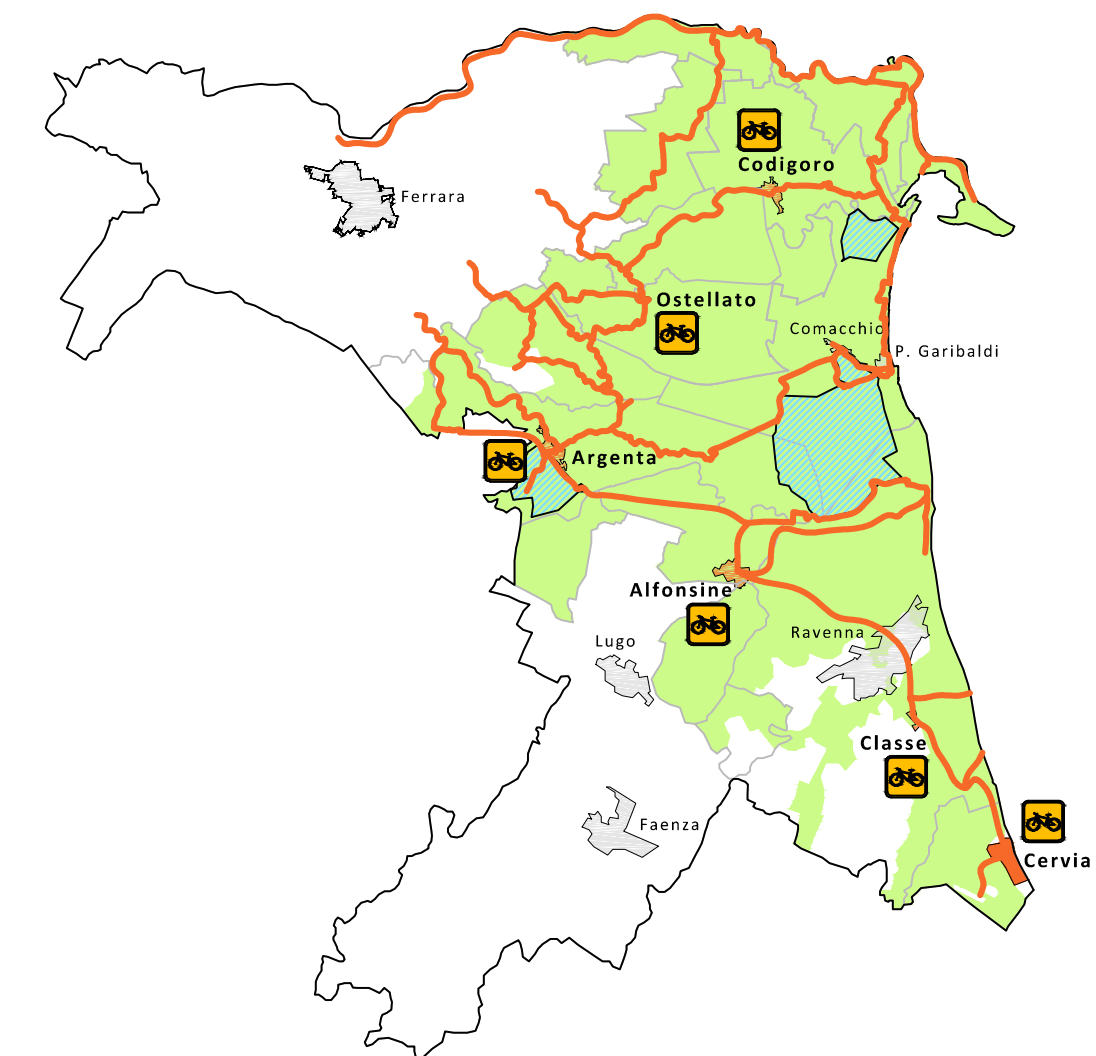 Codigoro
Ferrara
Ostellato
Comacchio
P. Garibaldi
Argenta
Alfonsine
Ravenna
Lugo
Classe
Faenza
Cervia